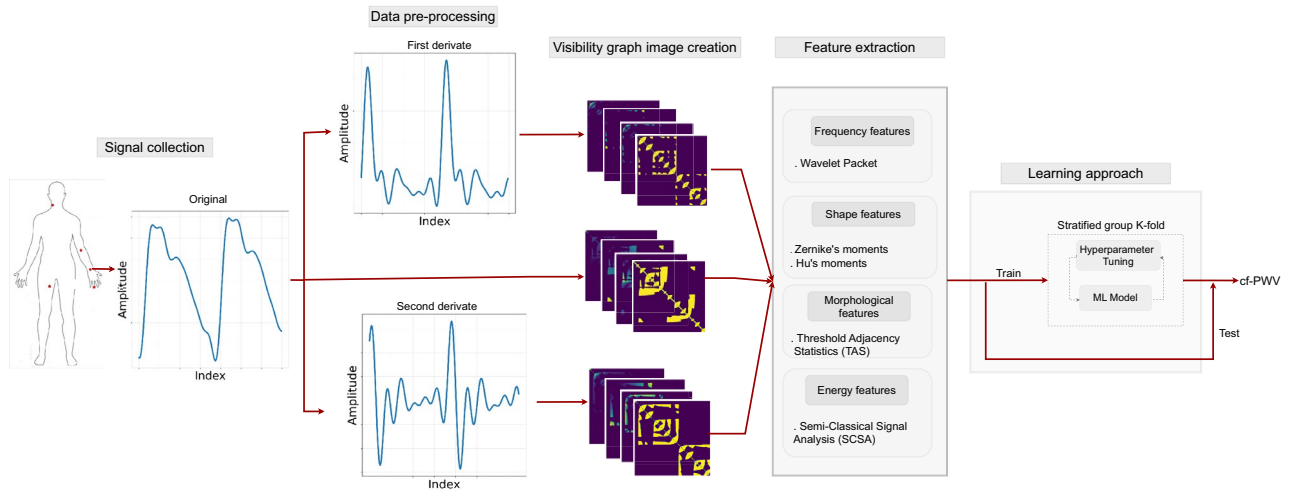 Data pre-processing
First derivate
Amplitude
Index
Visibility graph image creation
Feature extraction
Signal collection
Original
Amplitude
Index
Second derivate
Amplitude
Index
Frequency features
. Wavelet Packet
Shape features
. Zernike's moments
. Hu's moments
Morphological
features
. Threshold Adjacency
Statistics (TAS)
Energy features
. Semi-Classical Signal
Analysis (SCSA)
Learning approach
Stratified group K-fold
Train
Hyperparameter
Tuning
ML Model
cf-PWV
Test